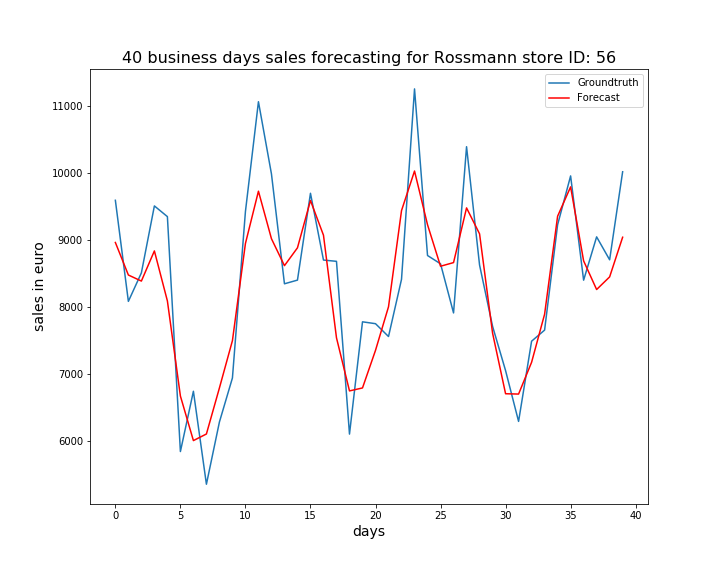 40 business days sales forecasting for Rossmann store ID: 56
Groundtruth
Forecast
sales in euro
11000
10000
9000
8000
7000
6000
0 5 10 15 20 25 30 35 40
days